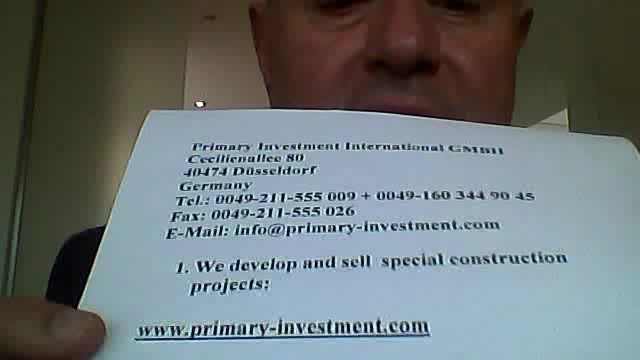 Primary Investment International GMBH
Cecilienallee 80
40474 Düsseldorf
Germany
Tel.: 0049-211-555 009 + 0049-160 344 90 45
Fax: 0049-211-555 026
E-Mail: info@primary-investment.com
1. We develop and sell special construction
projects;
www.primary-investment.com